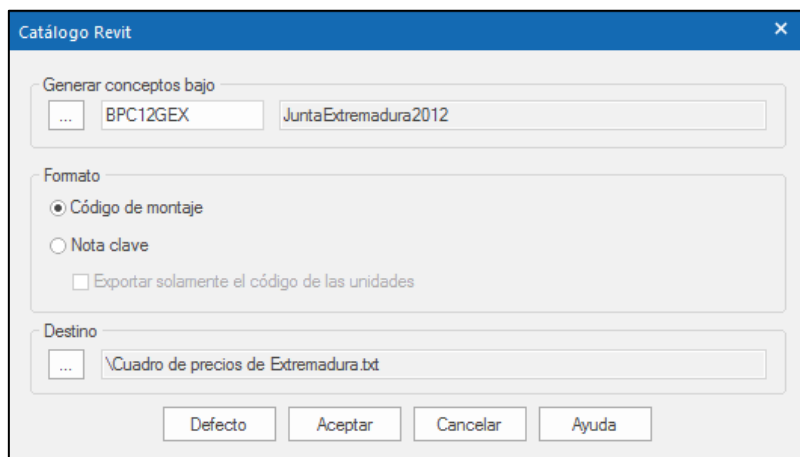 Catálogo Revit
Generar conceptos bajo
... BPC12GEX JuntaExtremadura2012
Formato
Código de montaje
Nota clave
Exportar solamente el código de las unidades
Destino
... \Cuadro de precios de Extremadura.txt
Defecto Aceptar Cancelar Ayuda